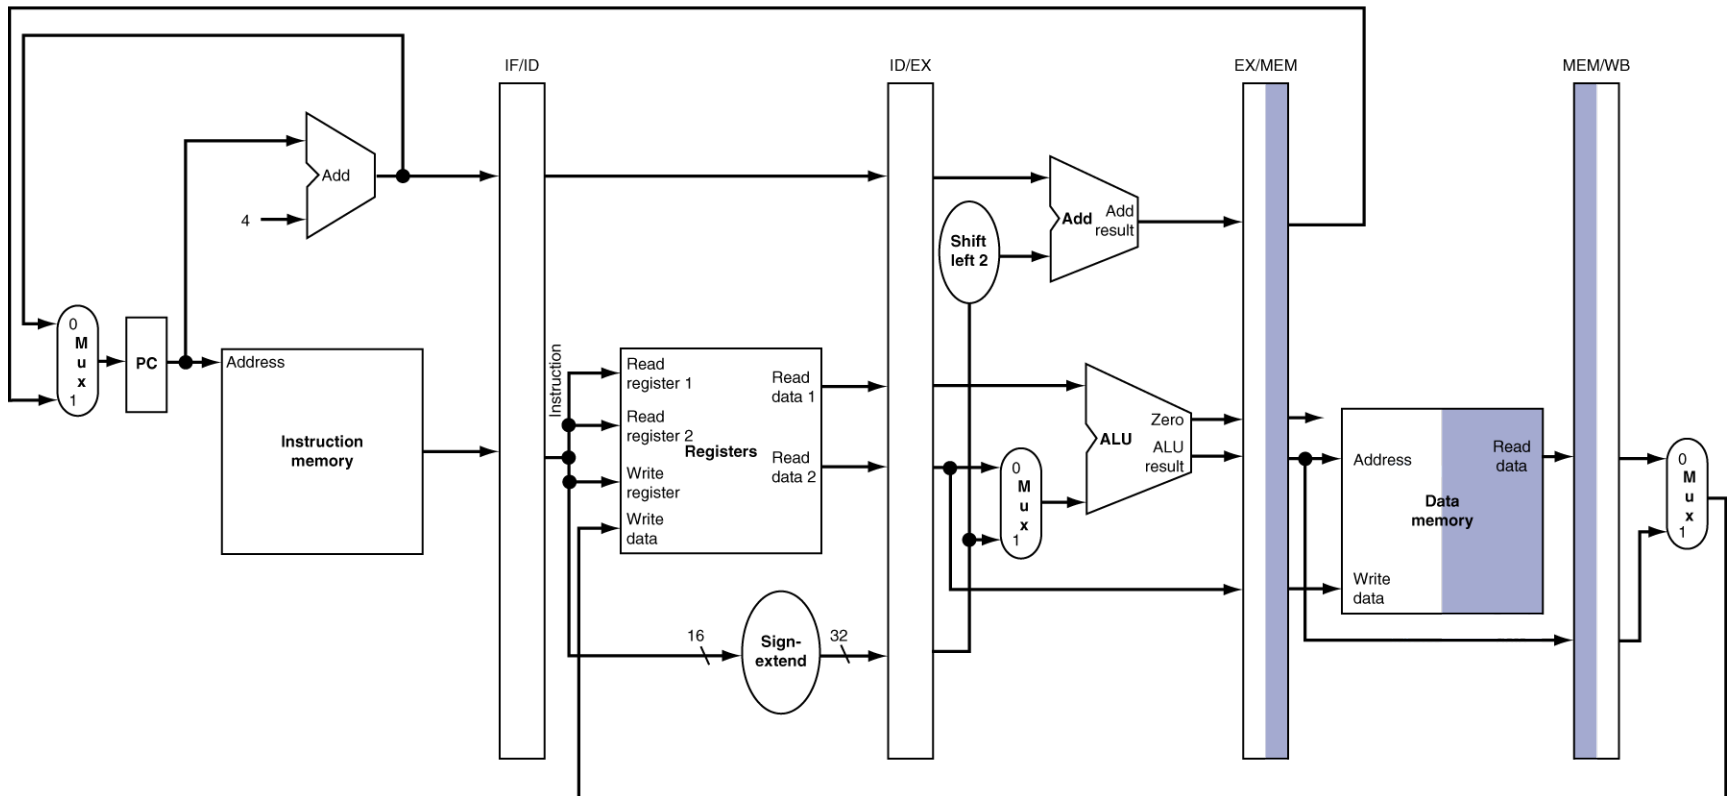 IF/ID
ID/EX
EX/MEM
MEM/WB
Add
4
Add
Add
result
Shift
left 2
0
M
u
x
1
PC
Address
Instruction
memory
Instruction
Read
register 1
Read
register 2
Write
register
Write
data
Registers
Read
data 1
Read
data 2
16
Sign-
extend
32
0
M
u
x
1
ALU
Zero
ALU
result
Address
Write
data
Data
memory
Read
data
0
M
u
x
1